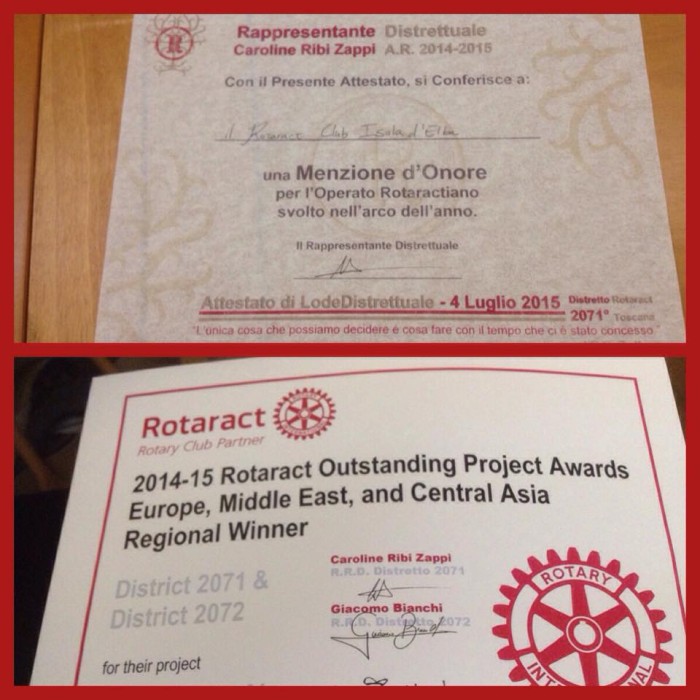 Rappresentante Distrettuale
Caroline Ribi Zappi A.R. 2014-2015
Con il Presente Attestato, si Conferisce a:
il Rotaract Club Isola d'Elba
una Menzione d'Onore
per l'Operato Rotaractiano
svolto nell'arco dell'anno.
Il Rappresentante Distrettuale
Attestato di LodeDistrettuale - 4 Luglio 2015 Distretto Rotaract
2071° Toscana
"L'unica cosa che possiamo decidere è cosa fare con il tempo che ci è stato concesso."
Rotaract
Rotary Club Partner
2014-15 Rotaract Outstanding Project Awards
Europe, Middle East, and Central Asia
Regional Winner
District 2071 &
District 2072
Caroline Ribi Zappi
R.R.D. Distretto 2071
Giacomo Bianchi
R.R.D. Distretto 2072
for their project
ROTARY
INTERNATIONAL